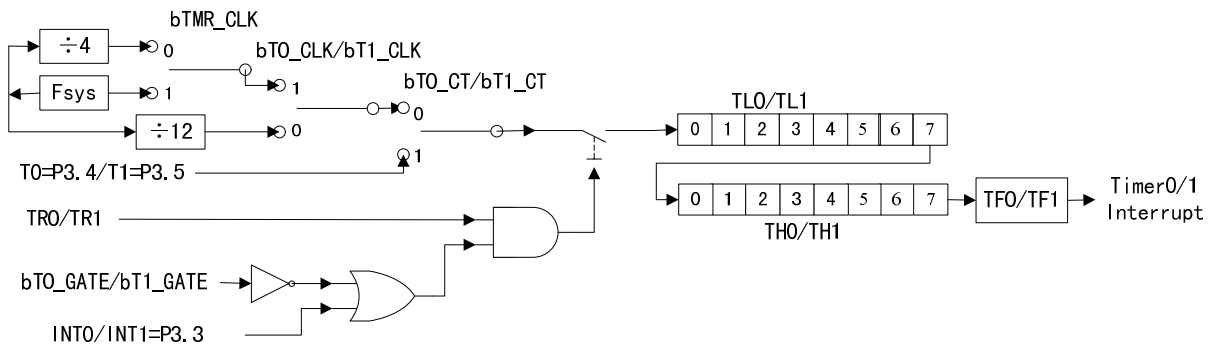 bTMR_CLK
÷4
0
bT0_CLK/bT1_CLK
Fsys
1
1
bT0_CT/bT1_CT
0
÷12
0
TL0/TL1
0 1 2 3 4 5 6 7
1
T0=P3.4/T1=P3.5
TR0/TR1
0 1 2 3 4 5 6 7
TF0/TF1
Timer0/1
Interrupt
TH0/TH1
bT0_GATE/bT1_GATE
INT0/INT1=P3.3